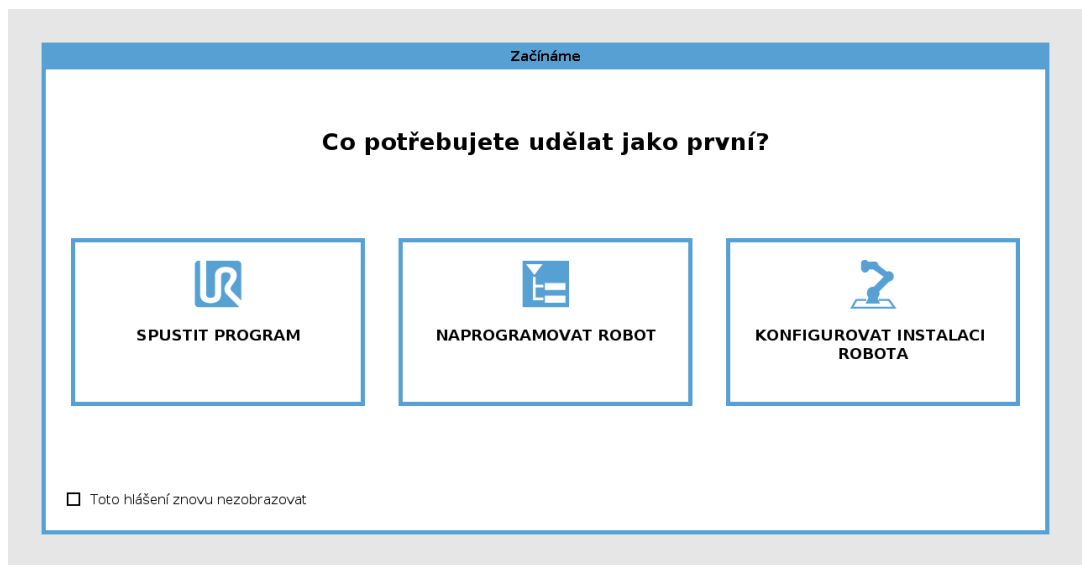 Začínáme
Co potřebujete udělat jako první?
SPUSTIT PROGRAM
NAPROGRAMOVAT ROBOT
KONFIGUROVAT INSTALACI
ROBOTA
Toto hlášení znovu nezobrazovat